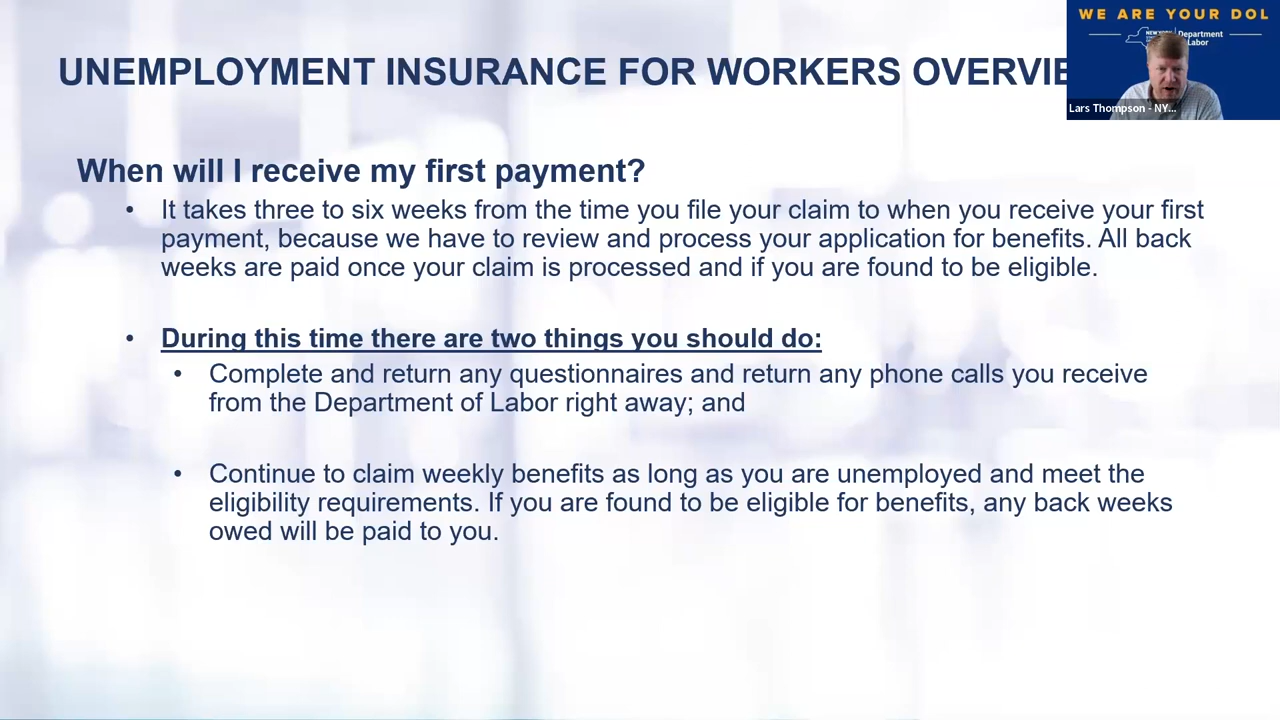 WE ARE YOUR DOL
Department
Labor
Lars Thompson - NY...
UNEMPLOYMENT INSURANCE FOR WORKERS OVERVIE
When will I receive my first payment?
• It takes three to six weeks from the time you file your claim to when you receive your first
payment, because we have to review and process your application for benefits. All back
weeks are paid once your claim is processed and if you are found to be eligible.
• During this time there are two things you should do:
• Complete and return any questionnaires and return any phone calls you receive
from the Department of Labor right away; and
• Continue to claim weekly benefits as long as you are unemployed and meet the
eligibility requirements. If you are found to be eligible for benefits, any back weeks
owed will be paid to you.